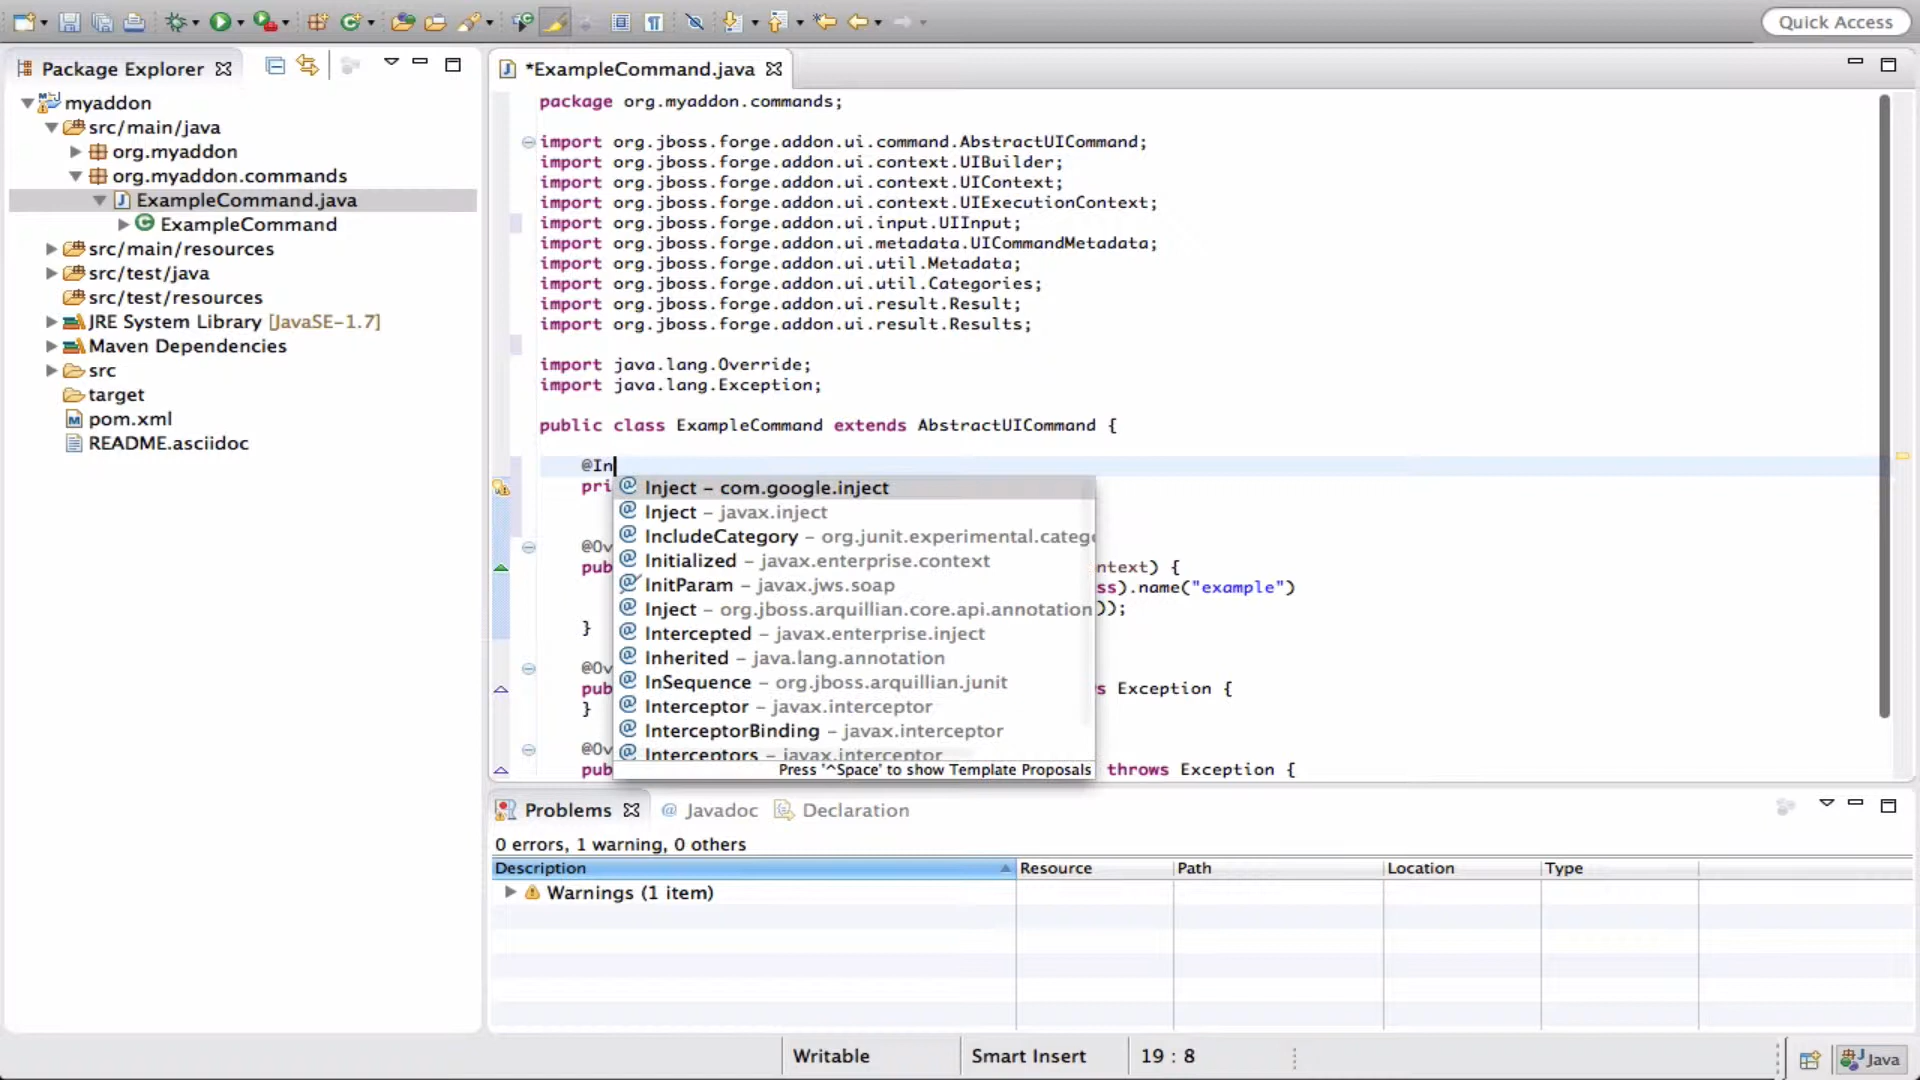 Quick Access
Package Explorer
myaddon
src/main/java
org.myaddon
org.myaddon.commands
ExampleCommand.java
ExampleCommand
src/main/resources
src/test/java
src/test/resources
JRE System Library [JavaSE-1.7]
Maven Dependencies
src
target
pom.xml
README.asciidoc
*ExampleCommand.java
package org.myaddon.commands;
import org.jboss.forge.addon.ui.command.AbstractUICommand;
import org.jboss.forge.addon.ui.context.UIBuilder;
import org.jboss.forge.addon.ui.context.UIContext;
import org.jboss.forge.addon.ui.context.UIExecutionContext;
import org.jboss.forge.addon.ui.input.UIInput;
import org.jboss.forge.addon.ui.metadata.UICommandMetadata;
import org.jboss.forge.addon.ui.util.Metadata;
import org.jboss.forge.addon.ui.util.Categories;
import org.jboss.forge.addon.ui.result.Result;
import org.jboss.forge.addon.ui.result.Results;
import java.lang.Override;
import java.lang.Exception;
public class ExampleCommand extends AbstractUICommand {
@In
pri
@Ov
pub ntext) {
ss).name("example")
));
}
@Ov
pub s Exception {
}
@Ov
pub throws Exception {
Inject – com.google.inject
Inject – javax.inject
IncludeCategory – org.junit.experimental.catego
Initialized – javax.enterprise.context
InitParam – javax.jws.soap
Inject – org.jboss.arquillian.core.api.annotation
Intercepted – javax.enterprise.inject
Inherited – java.lang.annotation
InSequence – org.jboss.arquillian.junit
Interceptor – javax.interceptor
InterceptorBinding – javax.interceptor
Interceptors – javax.interceptor
Press '^Space' to show Template Proposals
Problems @ Javadoc Declaration
0 errors, 1 warning, 0 others
Description Resource Path Location Type
Warnings (1 item)
Writable Smart Insert 19 : 8 Java